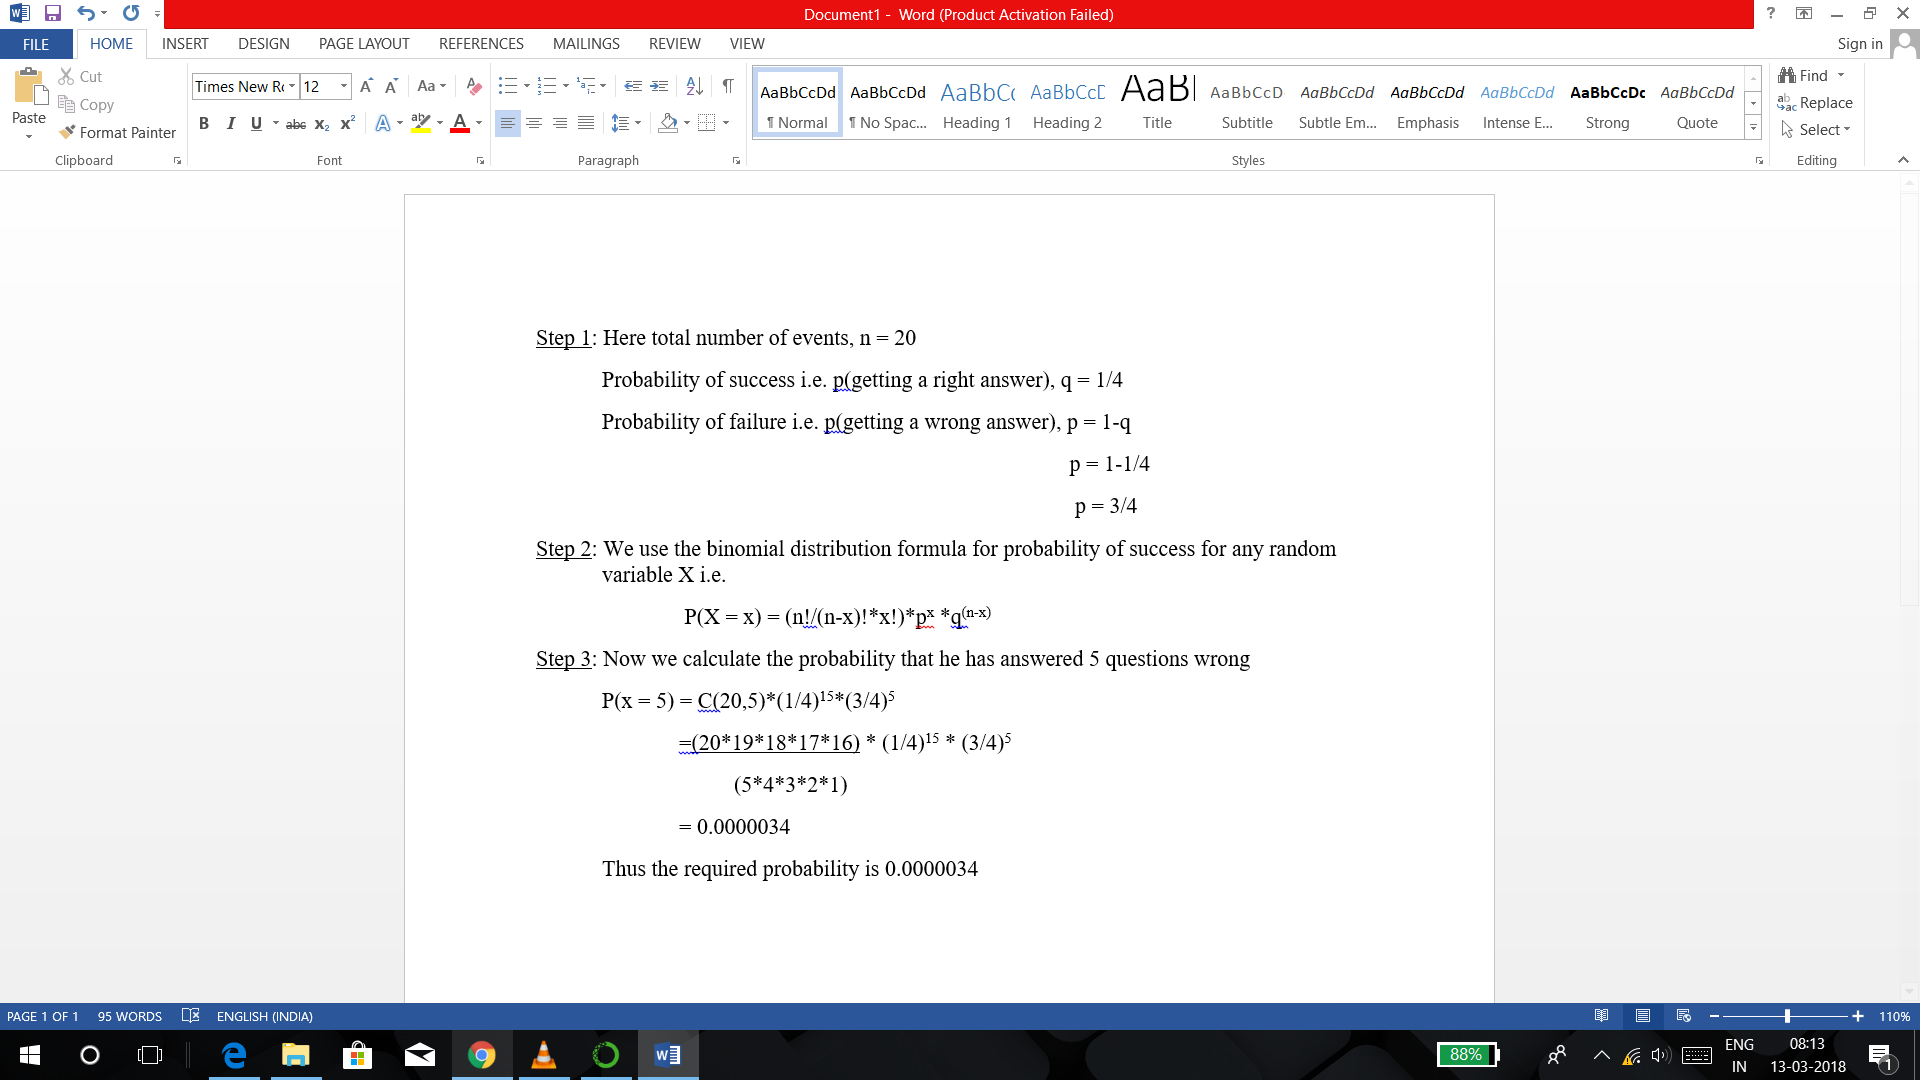 Document1 - Word (Product Activation Failed)
FILE HOME INSERT DESIGN PAGE LAYOUT REFERENCES MAILINGS REVIEW VIEW Sign in
Paste Cut Copy Format Painter Clipboard
Times New Ro 12 Aa Font
B I U abc x₂ x² A ab A
Paragraph
AaBbCcDd AaBbCcDd AaBbC AaBbCcD AaBl AaBbCcD AaBbCcDd AaBbCcDd AaBbCcDd AaBbCcDc AaBbCcDd
¶ Normal ¶ No Spac... Heading 1 Heading 2 Title Subtitle Subtle Em... Emphasis Intense E... Strong Quote
Styles
Find
Replace
Select
Editing
Step 1: Here total number of events, n = 20
Probability of success i.e. p(getting a right answer), q = 1/4
Probability of failure i.e. p(getting a wrong answer), p = 1-q
p = 1-1/4
p = 3/4
Step 2: We use the binomial distribution formula for probability of success for any random
variable X i.e.
P(X = x) = (n!/(n-x)!*x!)*pˣ *q⁽ⁿ⁻ˣ⁾
Step 3: Now we calculate the probability that he has answered 5 questions wrong
P(x = 5) = C(20,5)*(1/4)¹⁵*(3/4)⁵
=(20*19*18*17*16) * (1/4)¹⁵ * (3/4)⁵
(5*4*3*2*1)
= 0.0000034
Thus the required probability is 0.0000034
PAGE 1 OF 1 95 WORDS ENGLISH (INDIA) 110%
88% ENG 08:13
IN 13-03-2018 1